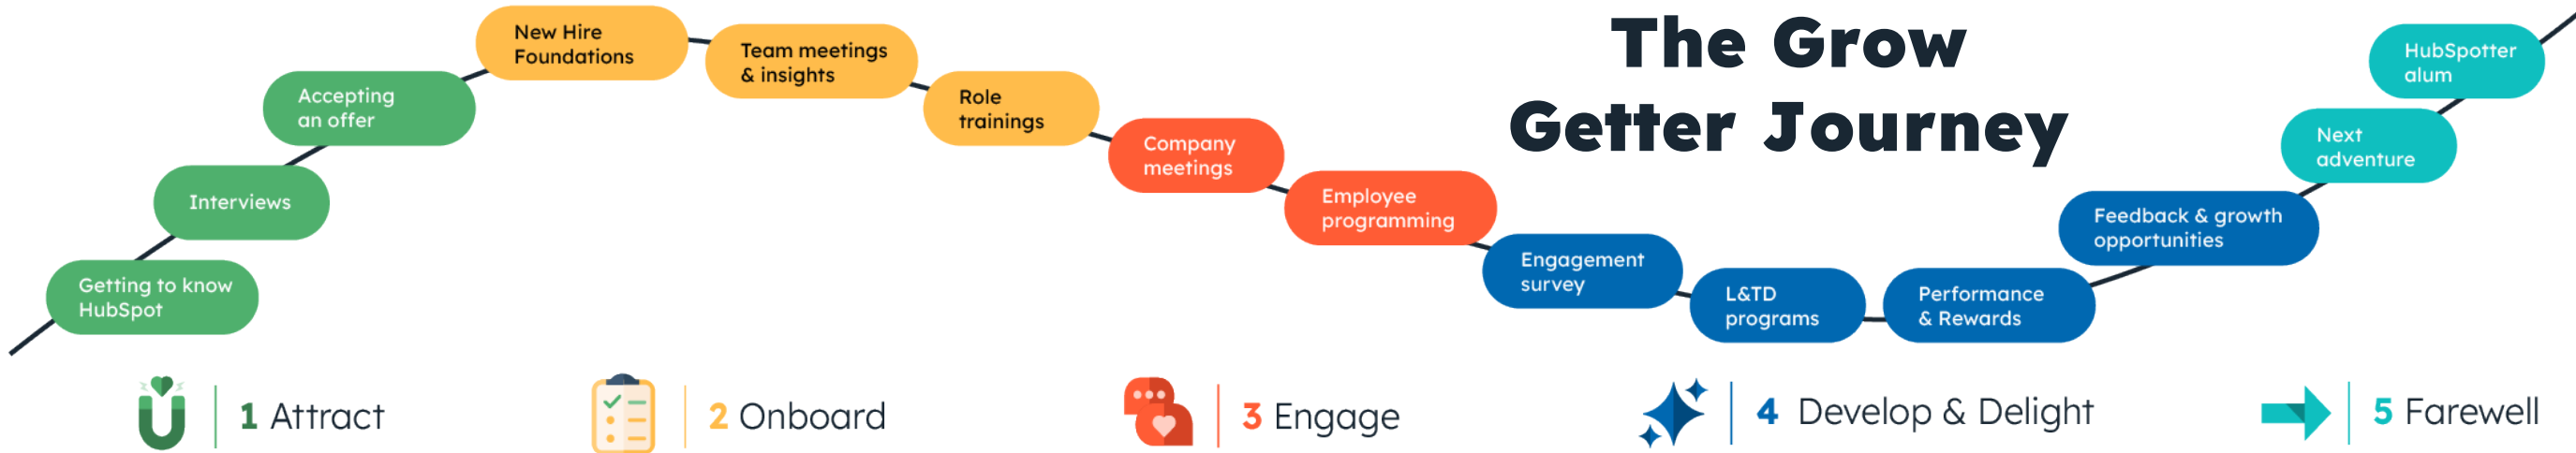 The Grow
Getter Journey
Getting to know
HubSpot
Interviews
Accepting
an offer
New Hire
Foundations
Team meetings
& insights
Role
trainings
Company
meetings
Employee
programming
Engagement
survey
L&TD
programs
Performance
& Rewards
Feedback & growth
opportunities
Next
adventure
HubSpotter
alum
1 Attract
2 Onboard
3 Engage
4 Develop & Delight
5 Farewell